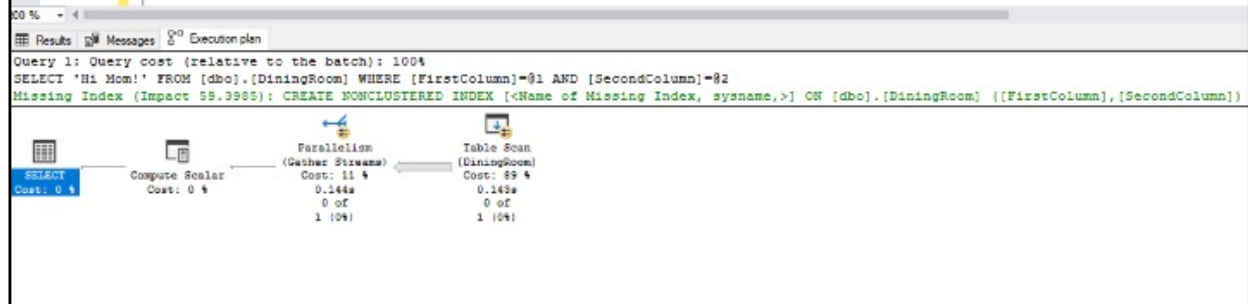 00 %
Results Messages Execution plan
Query 1: Query cost (relative to the batch): 100%
SELECT 'Hi Mom!' FROM [dbo].[DiningRoom] WHERE [FirstColumn]=@1 AND [SecondColumn]=@2
Missing Index (Impact 59.3985): CREATE NONCLUSTERED INDEX [<Name of Missing Index, sysname,>] ON [dbo].[DiningRoom] ([FirstColumn],[SecondColumn])
SELECT
Cost: 0 %
Compute Scalar
Cost: 0 %
Parallelism
(Gather Streams)
Cost: 11 %
0.144s
0 of
1 (0%)
Table Scan
(DiningRoom)
Cost: 89 %
0.143s
0 of
1 (0%)